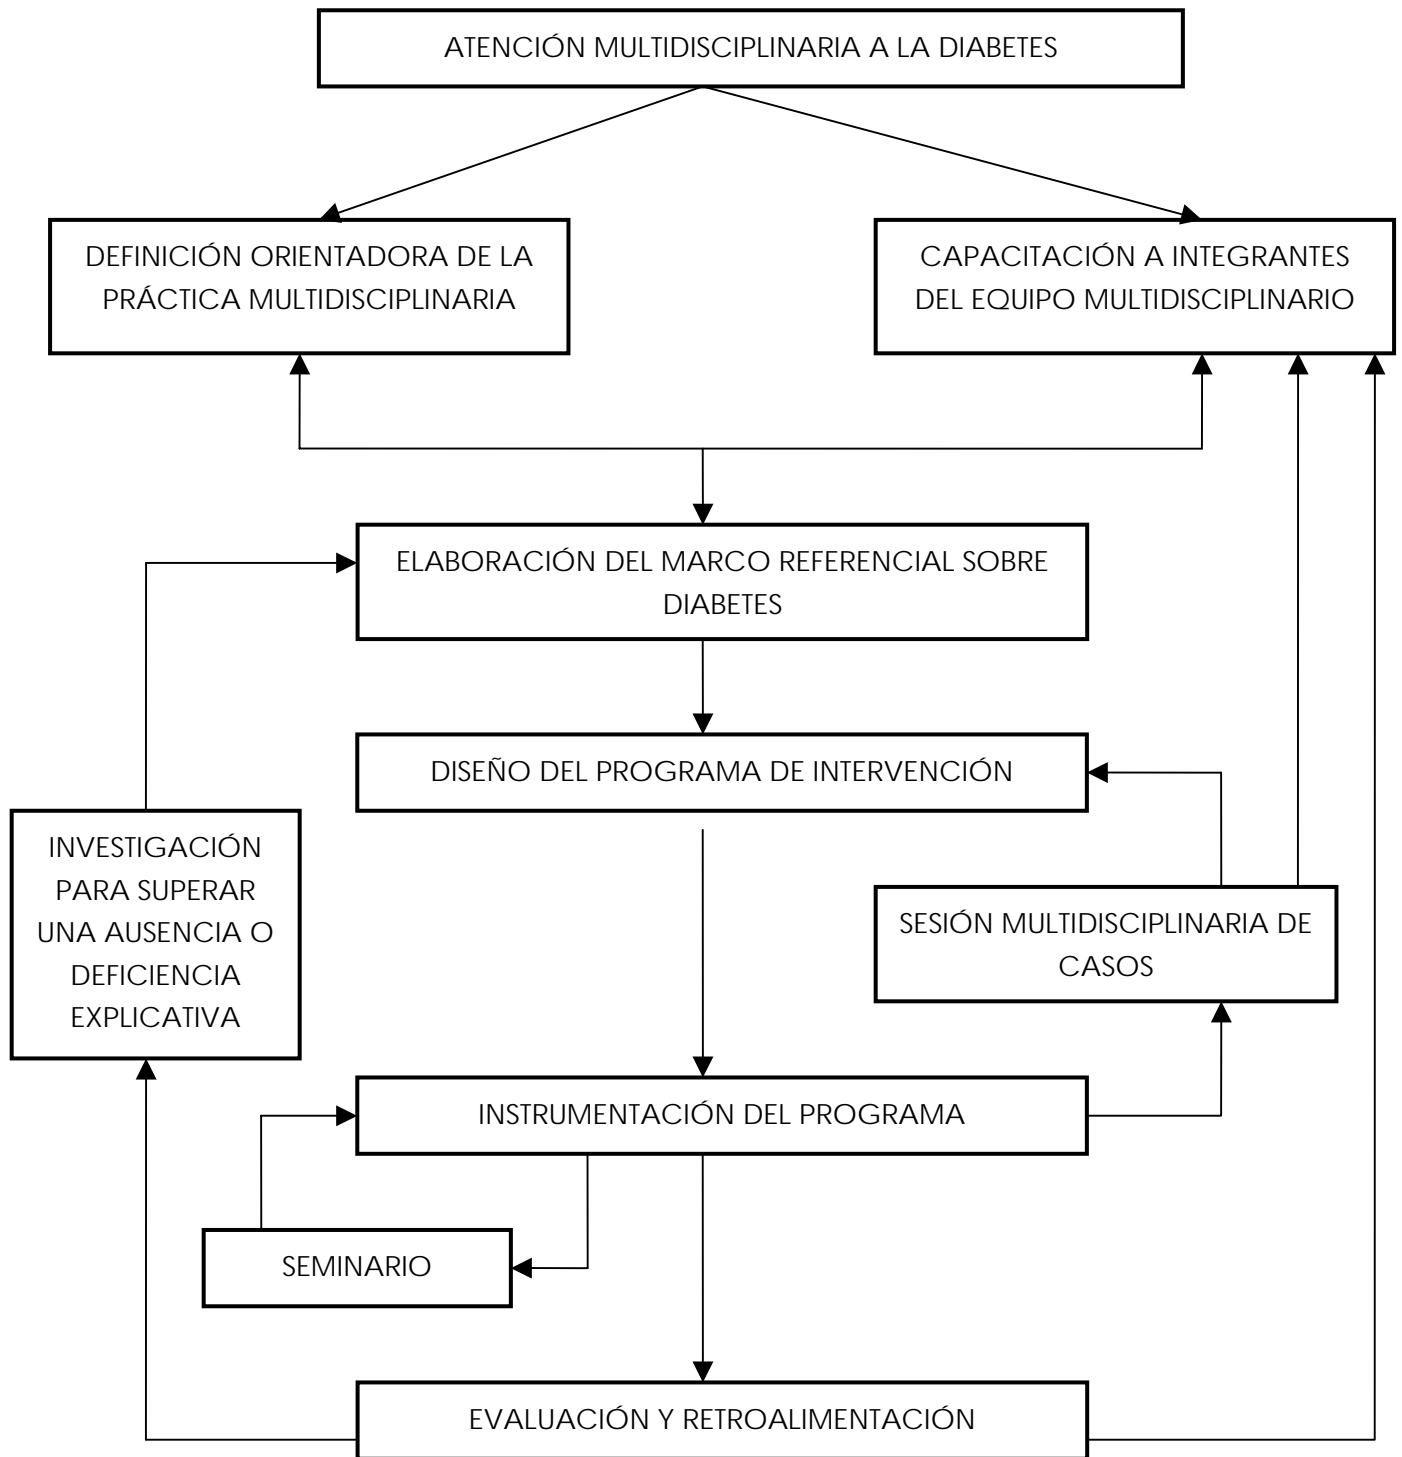 ATENCIÓN MULTIDISCIPLINARIA A LA DIABETES
DEFINICIÓN ORIENTADORA DE LA
PRÁCTICA MULTIDISCIPLINARIA
CAPACITACIÓN A INTEGRANTES
DEL EQUIPO MULTIDISCIPLINARIO
ELABORACIÓN DEL MARCO REFERENCIAL SOBRE
DIABETES
DISEÑO DEL PROGRAMA DE INTERVENCIÓN
INVESTIGACIÓN
PARA SUPERAR
UNA AUSENCIA O
DEFICIENCIA
EXPLICATIVA
SESIÓN MULTIDISCIPLINARIA DE
CASOS
INSTRUMENTACIÓN DEL PROGRAMA
SEMINARIO
EVALUACIÓN Y RETROALIMENTACIÓN